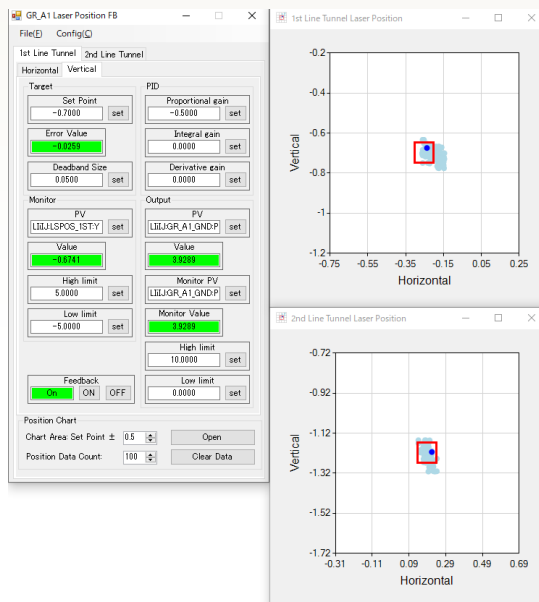 GR_A1 Laser Position FB
File(F) Config(C)
1st Line Tunnel 2nd Line Tunnel
Horizontal Vertical
Target
Set Point
-0.7000 set
Error Value
-0.0259
Deadband Size
0.0500 set
Monitor
PV
set
Value
-0.6741
High limit
5.0000 set
Low limit
-5.0000 set
Feedback
On ON OFF
PID
Proportional gain
-0.5000 set
Integral gain
0.0000 set
Derivative gain
0.0000 set
Output
PV
set
Value
3.9289
Monitor PV
set
Monitor Value
3.9289
High limit
10.0000 set
Low limit
0.0000 set
Position Chart
Chart Area: Set Point ± 0.5 Open
Position Data Count: 100 Clear Data
1st Line Tunnel Laser Position
-0.2
-0.4
-0.6
-0.8
-1
-1.2
Vertical
-0.75 -0.55 -0.35 -0.15 0.05 0.25
Horizontal
2nd Line Tunnel Laser Position
-0.72
-0.92
-1.12
-1.32
-1.52
-1.72
Vertical
-0.31 -0.11 0.09 0.29 0.49 0.69
Horizontal